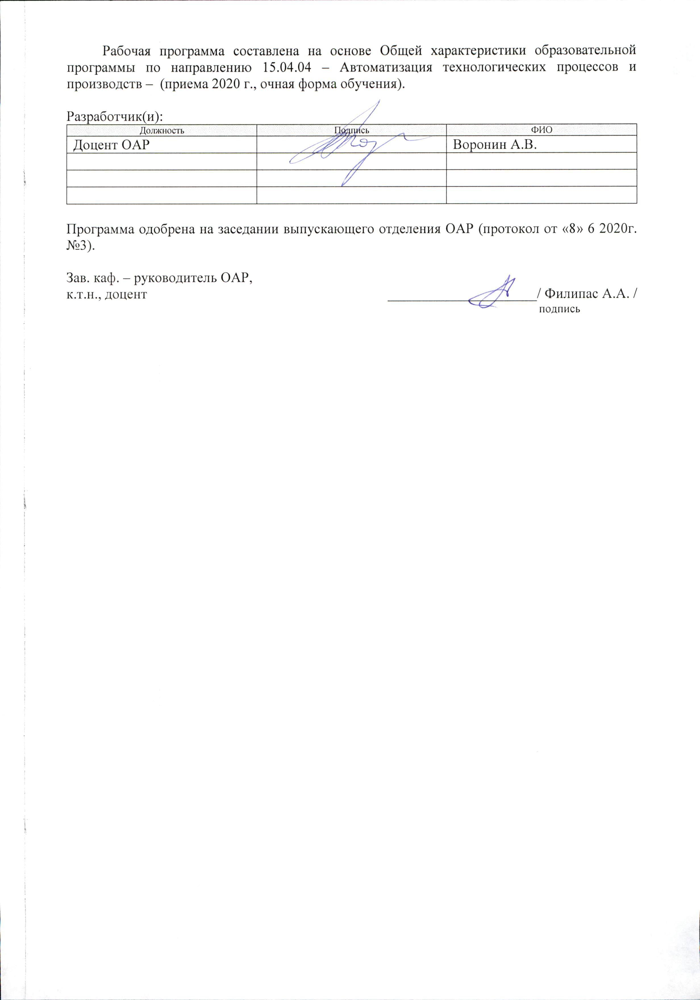 Рабочая программа составлена на основе Общей характеристики образовательной
программы по направлению 15.04.04 – Автоматизация технологических процессов и
производств – (приема 2020 г., очная форма обучения).
Разработчик(и):
Должность Подпись ФИО
Доцент ОАР Воронин А.В.
Программа одобрена на заседании выпускающего отделения ОАР (протокол от «8» 6 2020г.
№3).
Зав. каф. – руководитель ОАР,
к.т.н., доцент / Филипас А.А. /
подпись